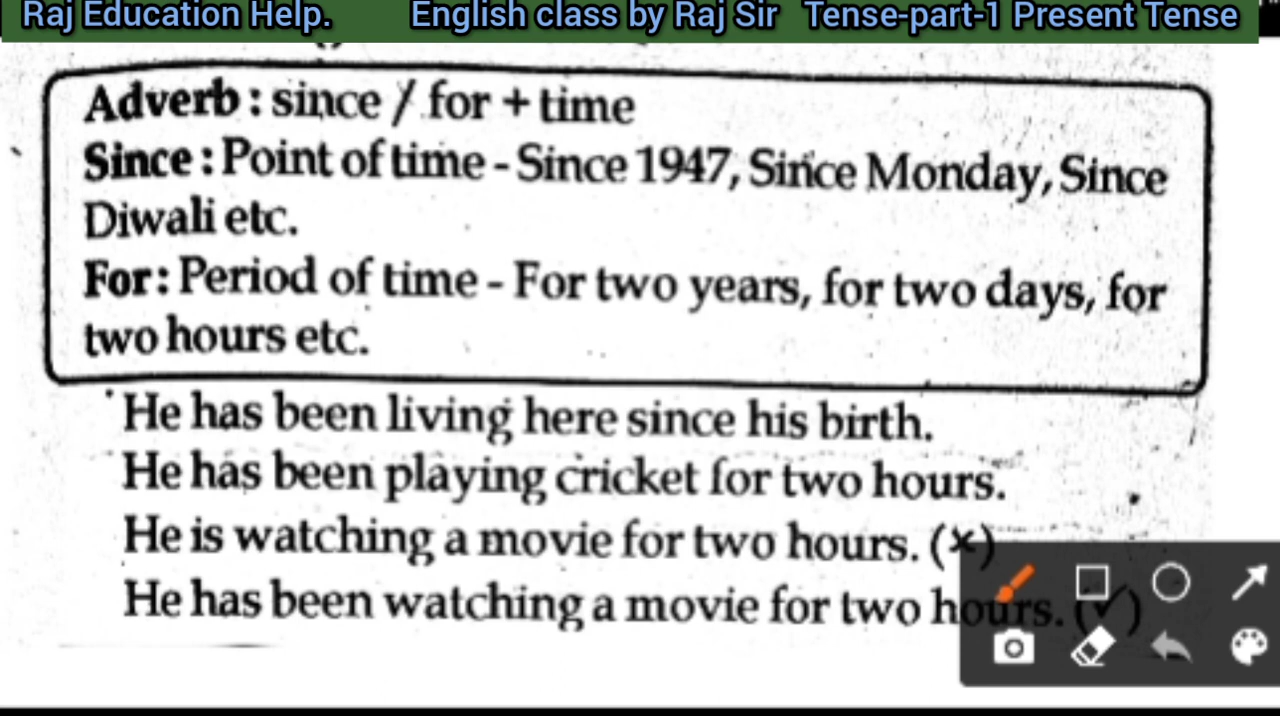 Raj Education Help. English class by Raj Sir Tense-part-1 Present Tense
Adverb : since / for + time
Since : Point of time - Since 1947, Since Monday, Since
Diwali etc.
For : Period of time - For two years, for two days, for
two hours etc.
He has been living here since his birth.
He has been playing cricket for two hours.
He is watching a movie for two hours. (×)
He has been watching a movie for two hours. (✓)